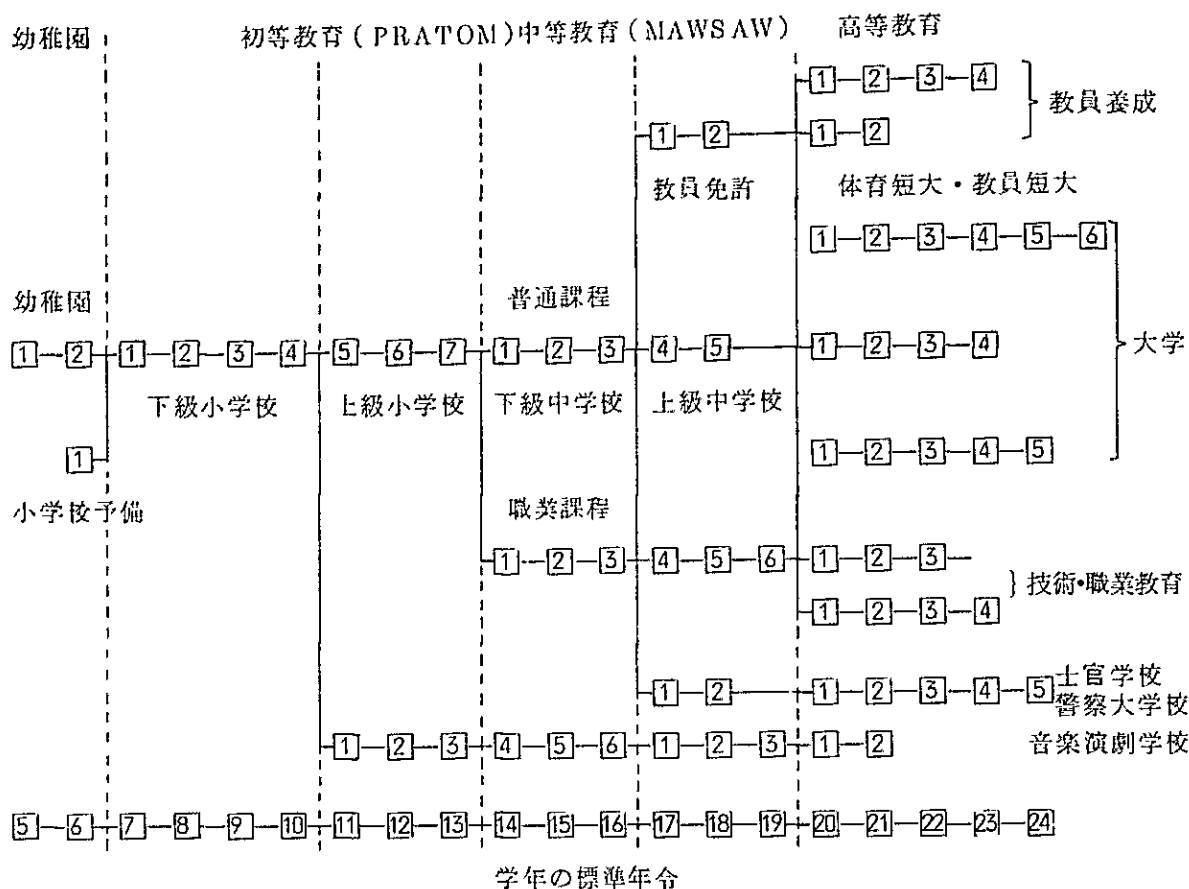 幼稚園 初等教育(PRATOM)中等教育(MAWSAW) 高等教育
1 2 3 4
教員養成
1 2 1 2
教員免許 体育短大・教員短大
1 2 3 4 5 6
幼稚園 普通課程
1 2 1 2 3 4 5 6 7 1 2 3 4 5 1 2 3 4
大学
下級小学校 上級小学校 下級中学校 上級中学校
1 1 2 3 4 5
小学校予備 職業課程
1 2 3 4 5 6 1 2 3
技術・職業教育
1 2 3 4
士官学校
1 2 1 2 3 4 5
警察大学校
1 2 3 4 5 6 1 2 3 1 2 音楽演劇学校
5 6 7 8 9 10 11 12 13 14 15 16 17 18 19 20 21 22 23 24
学年の標準年令